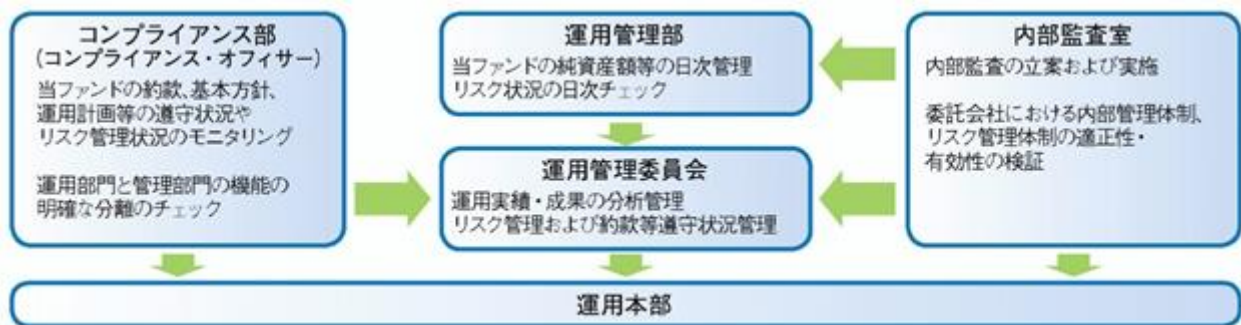 コンプライアンス部
(コンプライアンス・オフィサー)
当ファンドの約款、基本方針、
運用計画等の遵守状況や
リスク管理状況のモニタリング
運用部門と管理部門の機能の
明確な分離のチェック
運用管理部
当ファンドの純資産額等の日次管理
リスク状況の日次チェック
運用管理委員会
運用実績・成果の分析管理
リスク管理および約款等遵守状況管理
内部監査室
内部監査の立案および実施
委託会社における内部管理体制、
リスク管理体制の適正性・
有効性の検証
運用本部